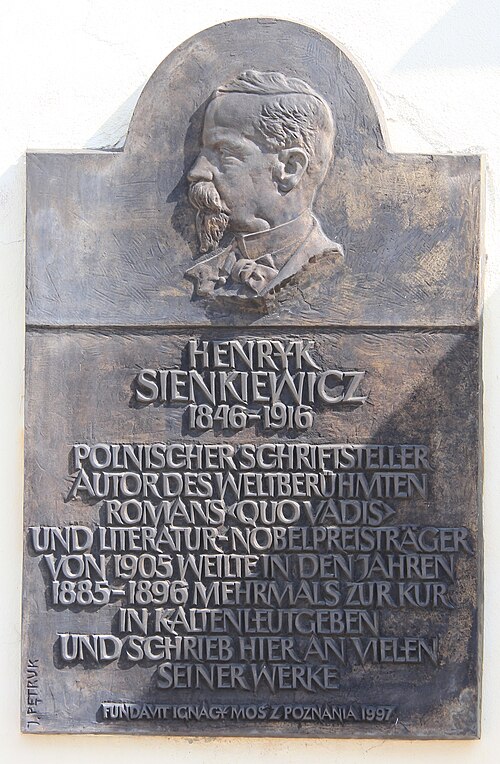 HENRYK
SIENKIEWICZ
1846-1916
POLNISCHER SCHRIFTSTELLER
AUTOR DES WELTBERÜHMTEN
ROMANS <QUO VADIS>
UND LITERATUR-NOBELPREISTRÄGER
VON 1905 WEILTE IN DEN JAHREN
1885-1896 MEHRMALS ZUR KUR
IN KALTENLEUTGEBEN
UND SCHRIEB HIER AN VIELEN
SEINER WERKE
FUNDAVIT IGNACY MOŚ Z POZNANIA 1997
J. PETRUK